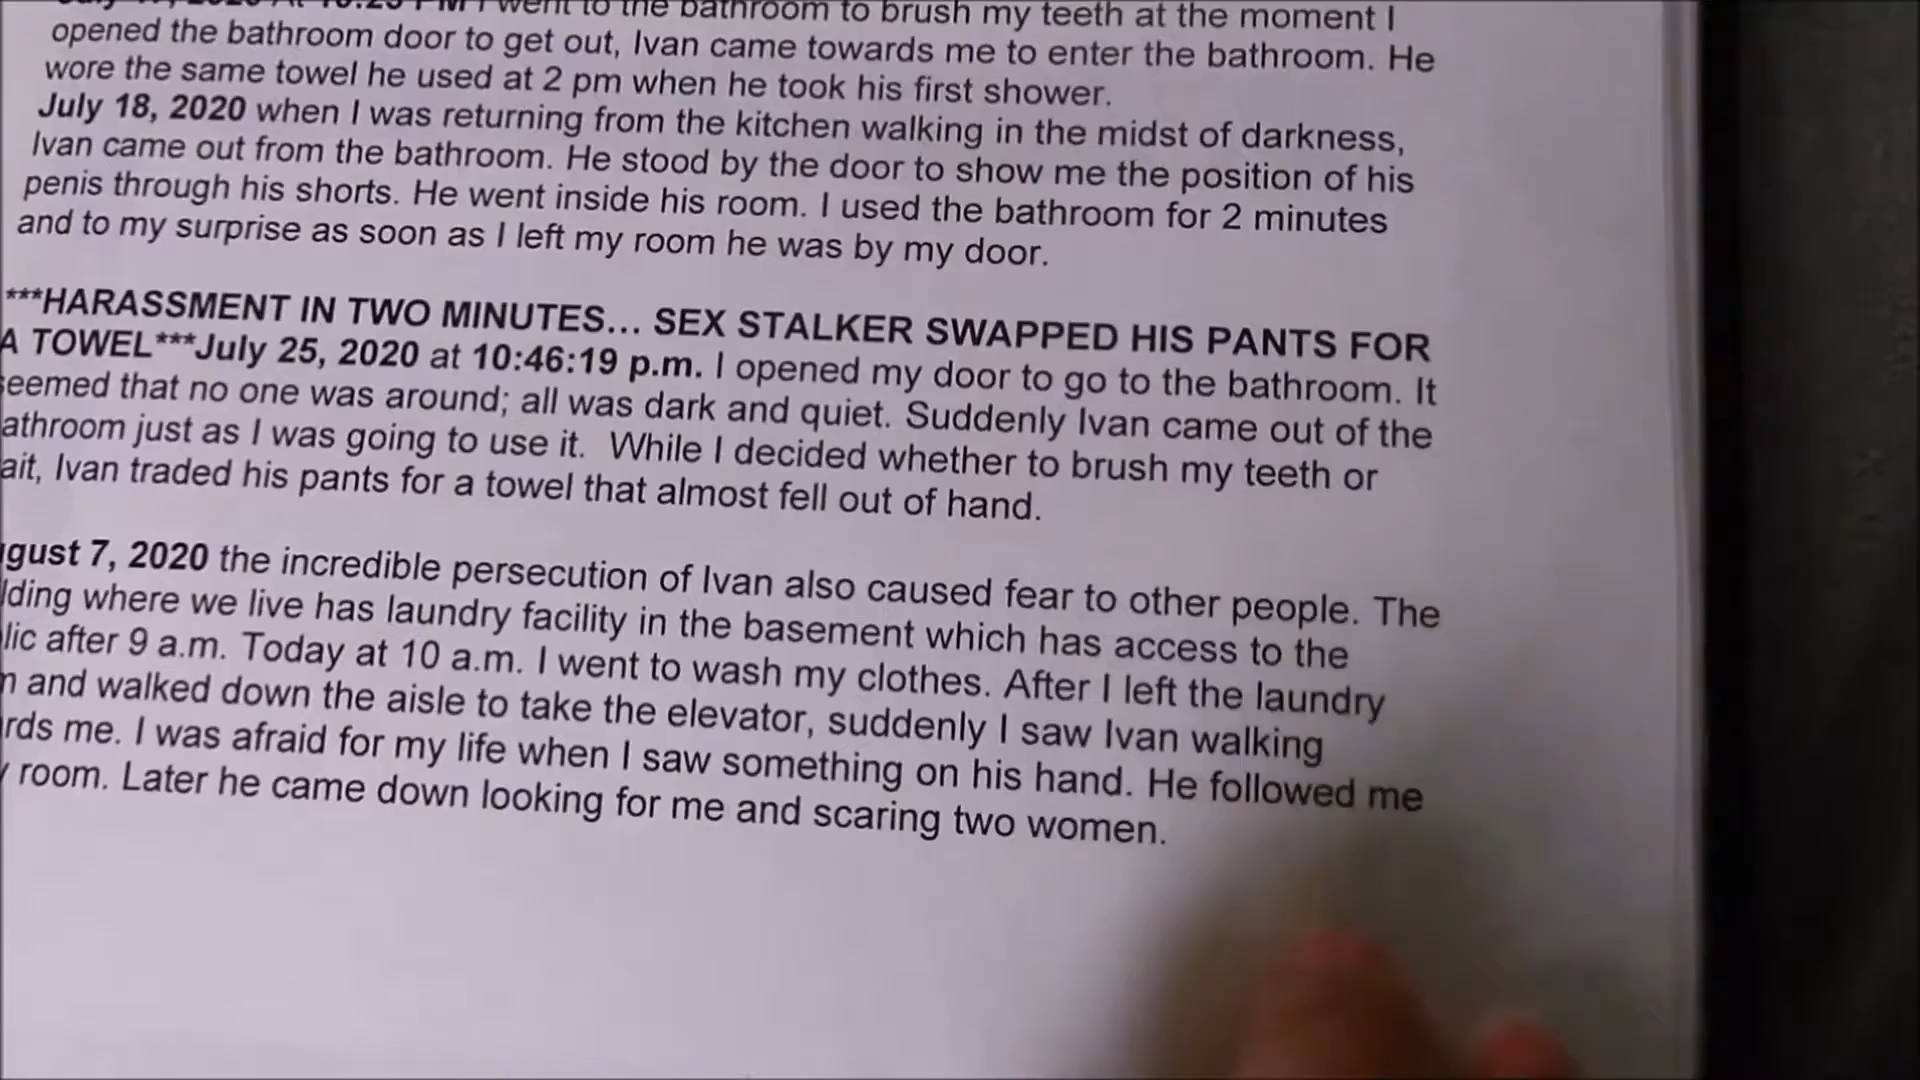 I went to the bathroom to brush my teeth at the moment I
opened the bathroom door to get out, Ivan came towards me to enter the bathroom. He
wore the same towel he used at 2 pm when he took his first shower.
July 18, 2020 when I was returning from the kitchen walking in the midst of darkness,
Ivan came out from the bathroom. He stood by the door to show me the position of his
penis through his shorts. He went inside his room. I used the bathroom for 2 minutes
and to my surprise as soon as I left my room he was by my door.
***HARASSMENT IN TWO MINUTES... SEX STALKER SWAPPED HIS PANTS FOR
A TOWEL***July 25, 2020 at 10:46:19 p.m. I opened my door to go to the bathroom. It
seemed that no one was around; all was dark and quiet. Suddenly Ivan came out of the
athroom just as I was going to use it. While I decided whether to brush my teeth or
ait, Ivan traded his pants for a towel that almost fell out of hand.
gust 7, 2020 the incredible persecution of Ivan also caused fear to other people. The
lding where we live has laundry facility in the basement which has access to the
lic after 9 a.m. Today at 10 a.m. I went to wash my clothes. After I left the laundry
and walked down the aisle to take the elevator, suddenly I saw Ivan walking
rds me. I was afraid for my life when I saw something on his hand. He followed me
room. Later he came down looking for me and scaring two women.